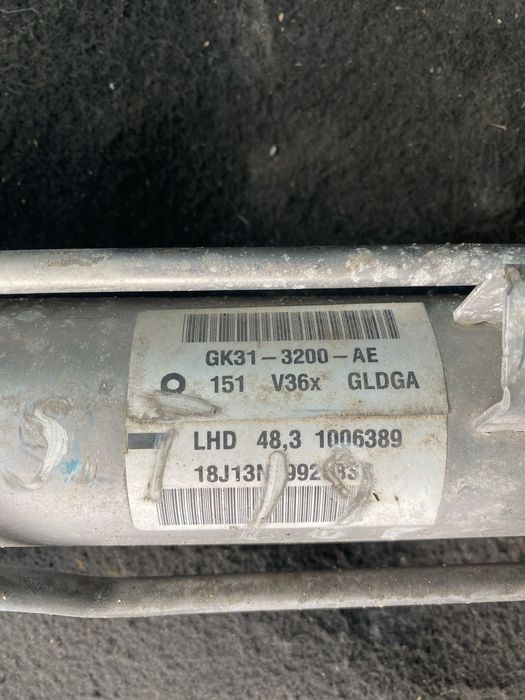 GK31-3200-AE
O 151 V36x GLDGA
LHD 48,3 1006389